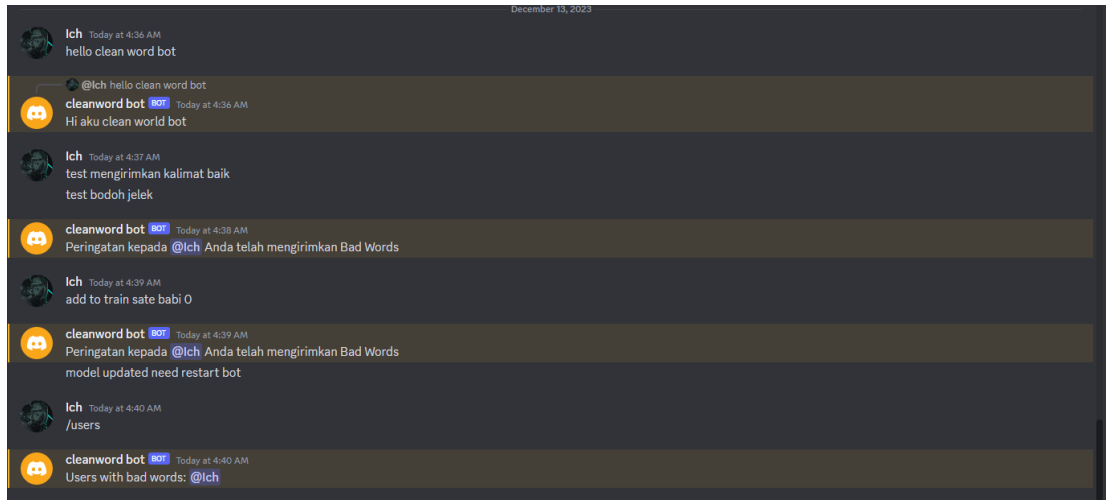 December 13, 2023
Ich Today at 4:36 AM
hello clean word bot
@Ich hello clean word bot
cleanword bot BOT Today at 4:36 AM
Hi aku clean world bot
Ich Today at 4:37 AM
test mengirimkan kalimat baik
test bodoh jelek
cleanword bot BOT Today at 4:38 AM
Peringatan kepada @Ich Anda telah mengirimkan Bad Words
Ich Today at 4:39 AM
add to train sate babi 0
cleanword bot BOT Today at 4:39 AM
Peringatan kepada @Ich Anda telah mengirimkan Bad Words
model updated need restart bot
Ich Today at 4:40 AM
/users
cleanword bot BOT Today at 4:40 AM
Users with bad words: @Ich